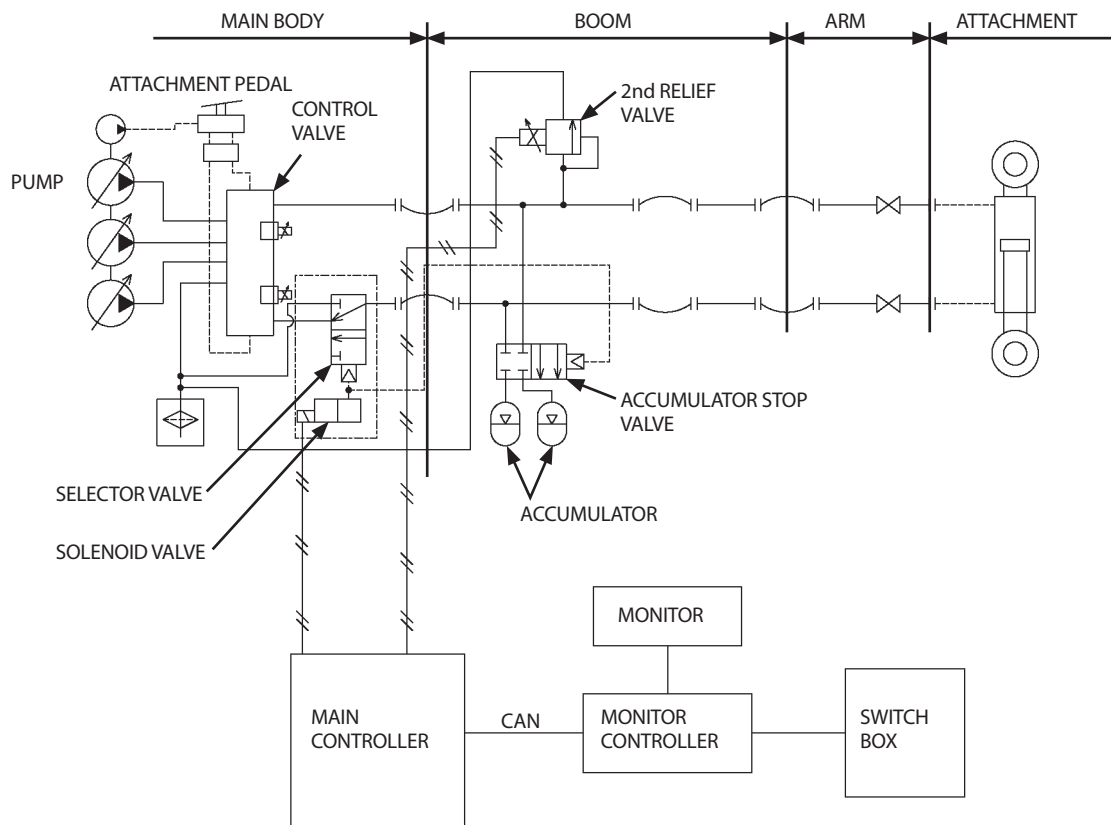 MAIN BODY
BOOM
ARM
ATTACHMENT
ATTACHMENT PEDAL
CONTROL
VALVE
2nd RELIEF
VALVE
PUMP
ACCUMULATOR STOP
VALVE
SELECTOR VALVE
ACCUMULATOR
SOLENOID VALVE
MONITOR
MAIN
CONTROLLER
CAN
MONITOR
CONTROLLER
SWITCH
BOX